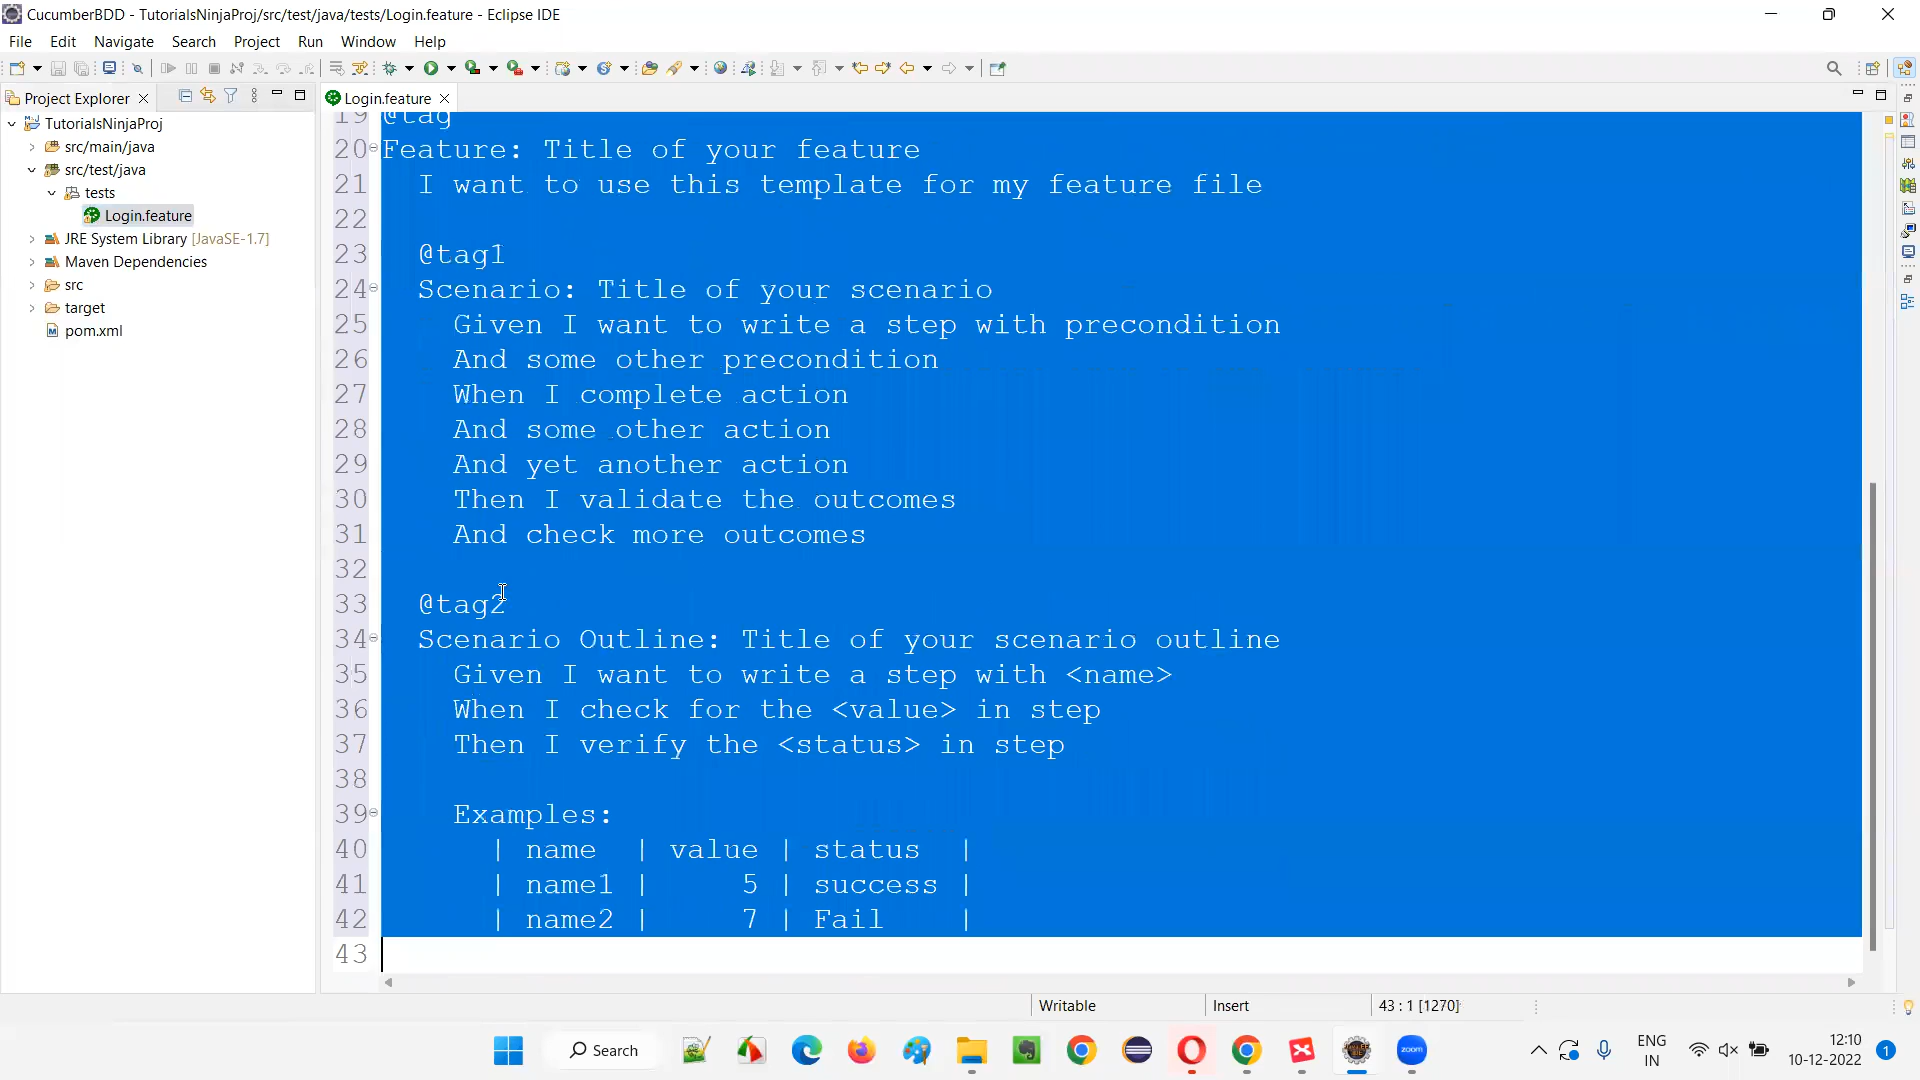 CucumberBDD - TutorialsNinjaProj/src/test/java/tests/Login.feature - Eclipse IDE
File Edit Navigate Search Project Run Window Help
Project Explorer
Login.feature
TutorialsNinjaProj
src/main/java
src/test/java
tests
Login.feature
JRE System Library [JavaSE-1.7]
Maven Dependencies
src
target
pom.xml
19 @tag
20 Feature: Title of your feature
21 I want to use this template for my feature file
22
23 @tag1
24 Scenario: Title of your scenario
25 Given I want to write a step with precondition
26 And some other precondition
27 When I complete action
28 And some other action
29 And yet another action
30 Then I validate the outcomes
31 And check more outcomes
32
33 @tag2
34 Scenario Outline: Title of your scenario outline
35 Given I want to write a step with <name>
36 When I check for the <value> in step
37 Then I verify the <status> in step
38
39 Examples:
40 | name | value | status |
41 | name1 | 5 | success |
42 | name2 | 7 | Fail |
43
Writable Insert 43 : 1 [1270]
Search
zoom
ENG
IN
12:10
10-12-2022
1